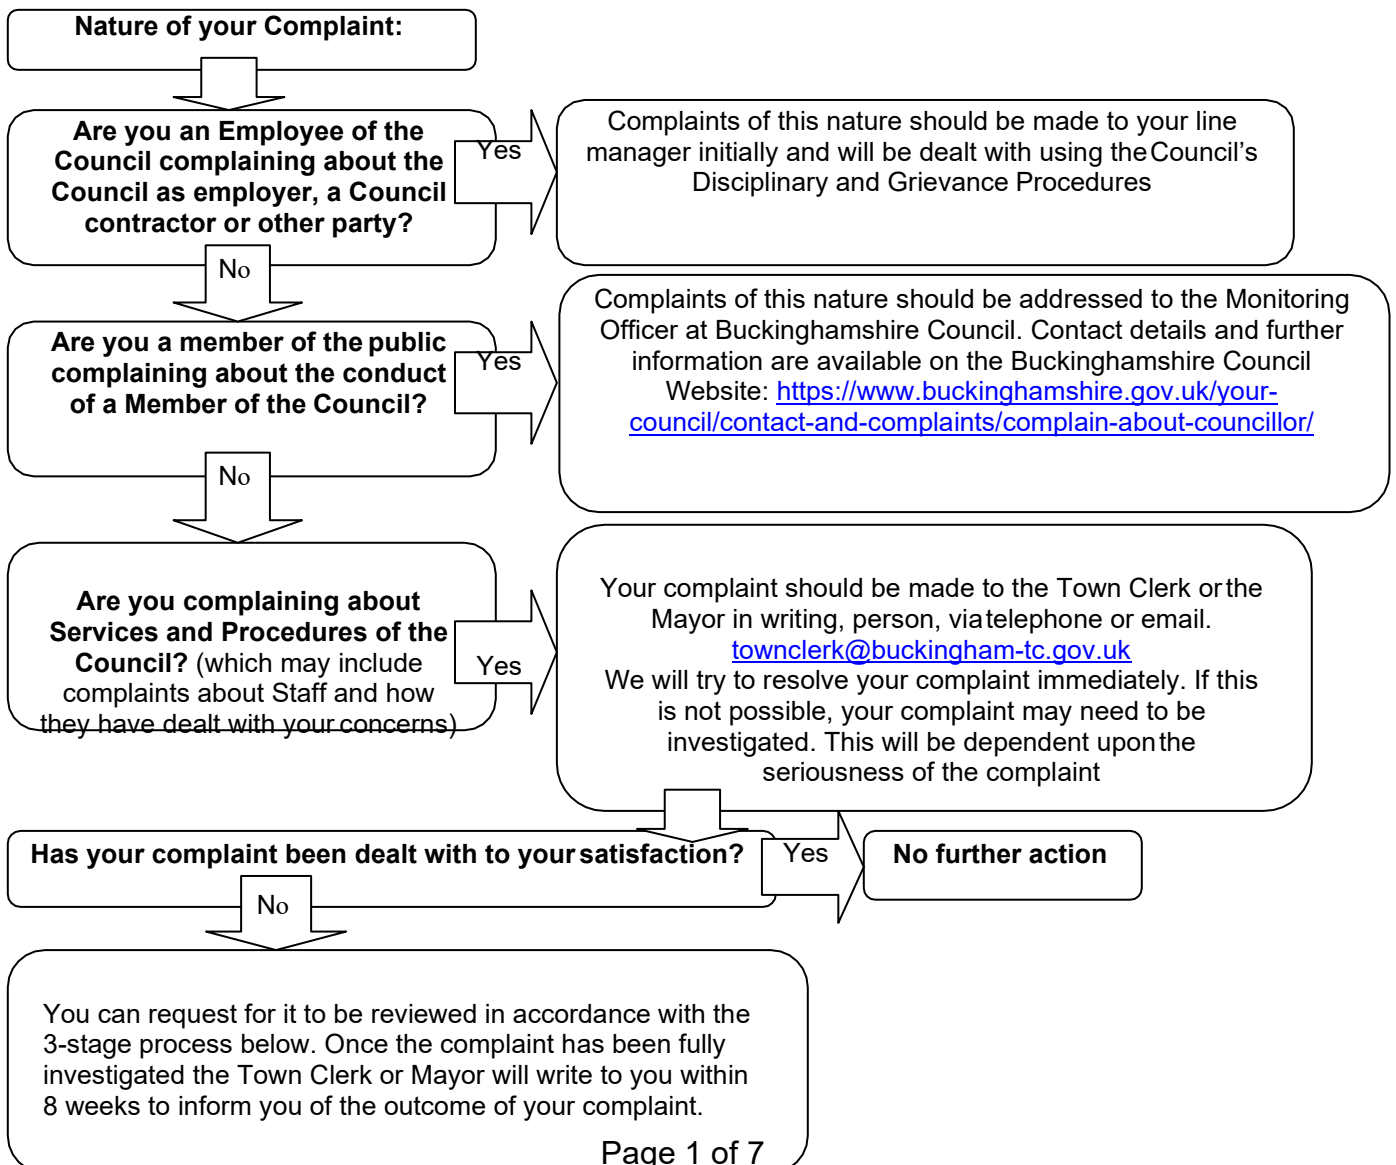 Nature of your Complaint:
Are you an Employee of the
Council complaining about the
Council as employer, a Council
contractor or other party?
Yes
Complaints of this nature should be made to your line
manager initially and will be dealt with using the Council’s
Disciplinary and Grievance Procedures
No
Are you a member of the public
complaining about the conduct
of a Member of the Council?
Yes
Complaints of this nature should be addressed to the Monitoring
Officer at Buckinghamshire Council. Contact details and further
information are available on the Buckinghamshire Council
Website: https://www.buckinghamshire.gov.uk/your-
council/contact-and-complaints/complain-about-councillor/
No
Are you complaining about
Services and Procedures of the
Council? (which may include
complaints about Staff and how
they have dealt with your concerns)
Yes
Your complaint should be made to the Town Clerk or the
Mayor in writing, person, via telephone or email.
townclerk@buckingham-tc.gov.uk
We will try to resolve your complaint immediately. If this
is not possible, your complaint may need to be
investigated. This will be dependent upon the
seriousness of the complaint
Has your complaint been dealt with to your satisfaction?
Yes
No further action
No
You can request for it to be reviewed in accordance with the
3-stage process below. Once the complaint has been fully
investigated the Town Clerk or Mayor will write to you within
8 weeks to inform you of the outcome of your complaint.
Page 1 of 7